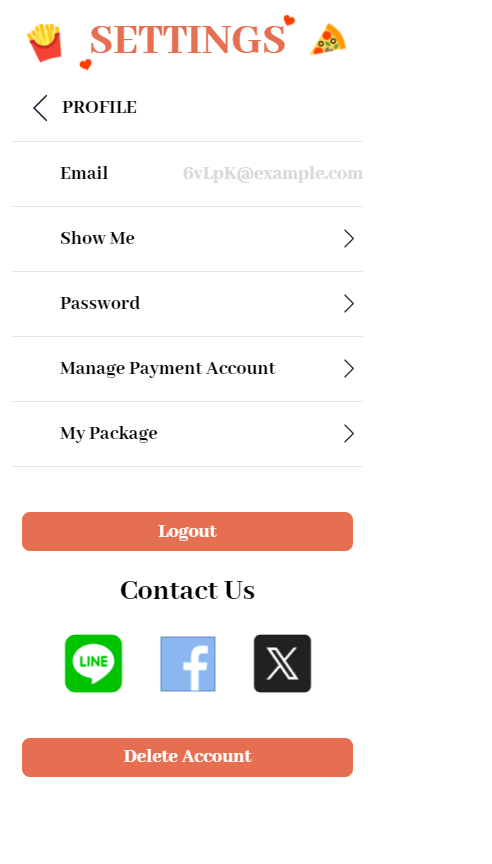 SETTINGS
PROFILE
Email 6vLpK@example.com
Show Me
Password
Manage Payment Account
My Package
Logout
Contact Us
LINE
Delete Account